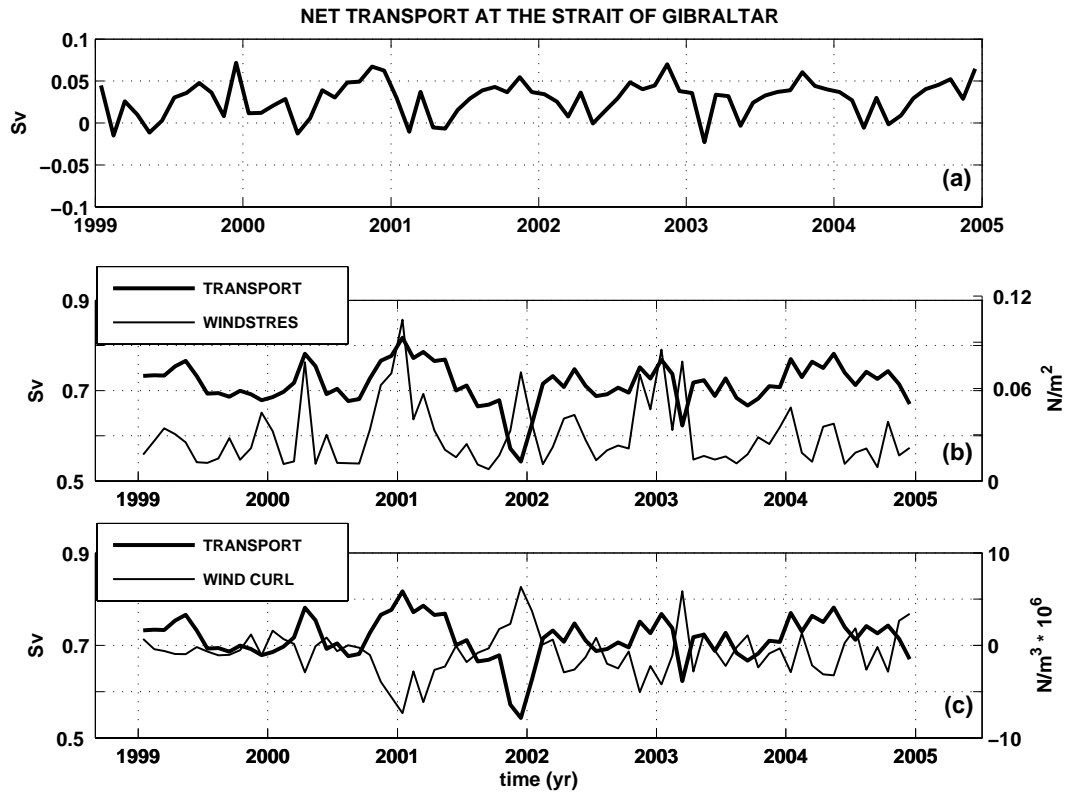 NET TRANSPORT AT THE STRAIT OF GIBRALTAR
0.1
0.05
0
−0.05
−0.1
Sv
(a)
1999 2000 2001 2002 2003 2004 2005
TRANSPORT
WINDSTRES
0.9
0.7
0.5
Sv
0.12
0.06
0
N/m²
(b)
1999 2000 2001 2002 2003 2004 2005
TRANSPORT
WIND CURL
0.9
0.7
0.5
Sv
10
0
−10
N/m³ * 10⁶
(c)
1999 2000 2001 2002 2003 2004 2005
time (yr)